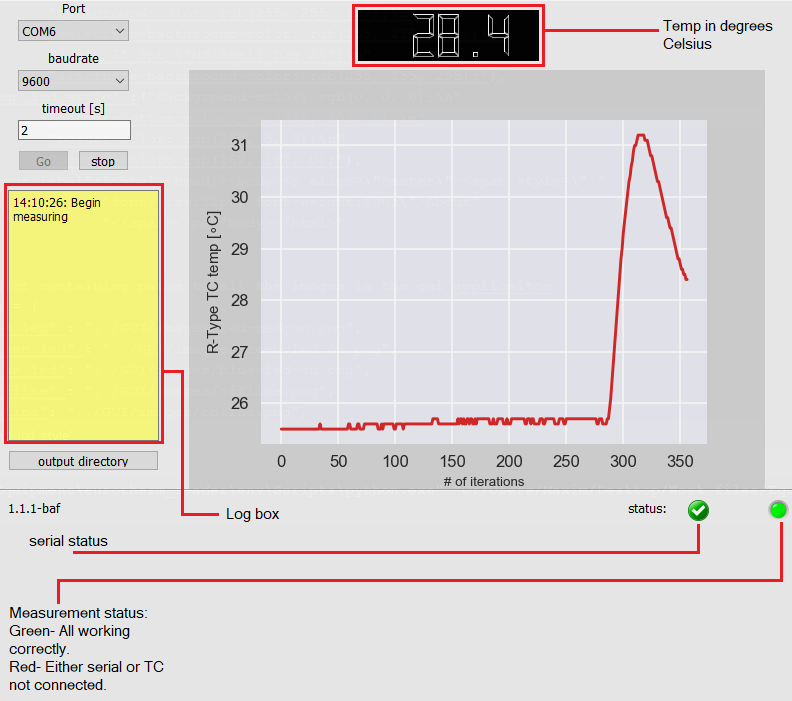 Port
COM6
baudrate
9600
timeout [s]
2
Go
stop
28.4
Temp in degrees
Celsius
14:10:26: Begin
measuring
R-Type TC temp [∘C]
31
30
29
28
27
26
0
50
100
150
200
250
300
350
# of iterations
output directory
1.1.1-baf
Log box
status:
serial status
Measurement status:
Green- All working
correctly.
Red- Either serial or TC
not connected.